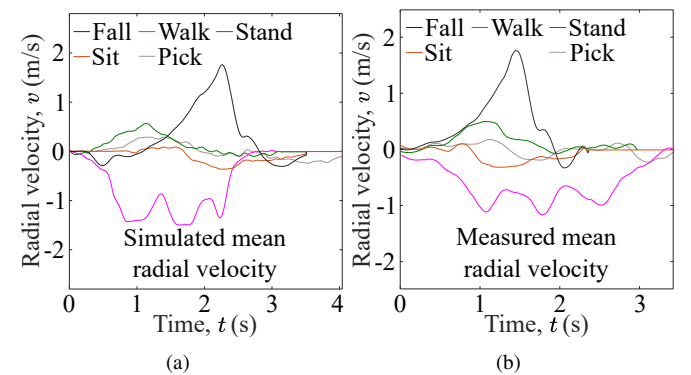 Fall Walk Stand
Sit Pick
Radial velocity, v (m/s)
2
1
0
-1
-2
Simulated mean
radial velocity
0 1 2 3 4
Time, t (s)
(a)
Fall Walk Stand
Sit Pick
Radial velocity, v (m/s)
2
1
0
-1
-2
Measured mean
radial velocity
0 1 2 3
Time, t (s)
(b)